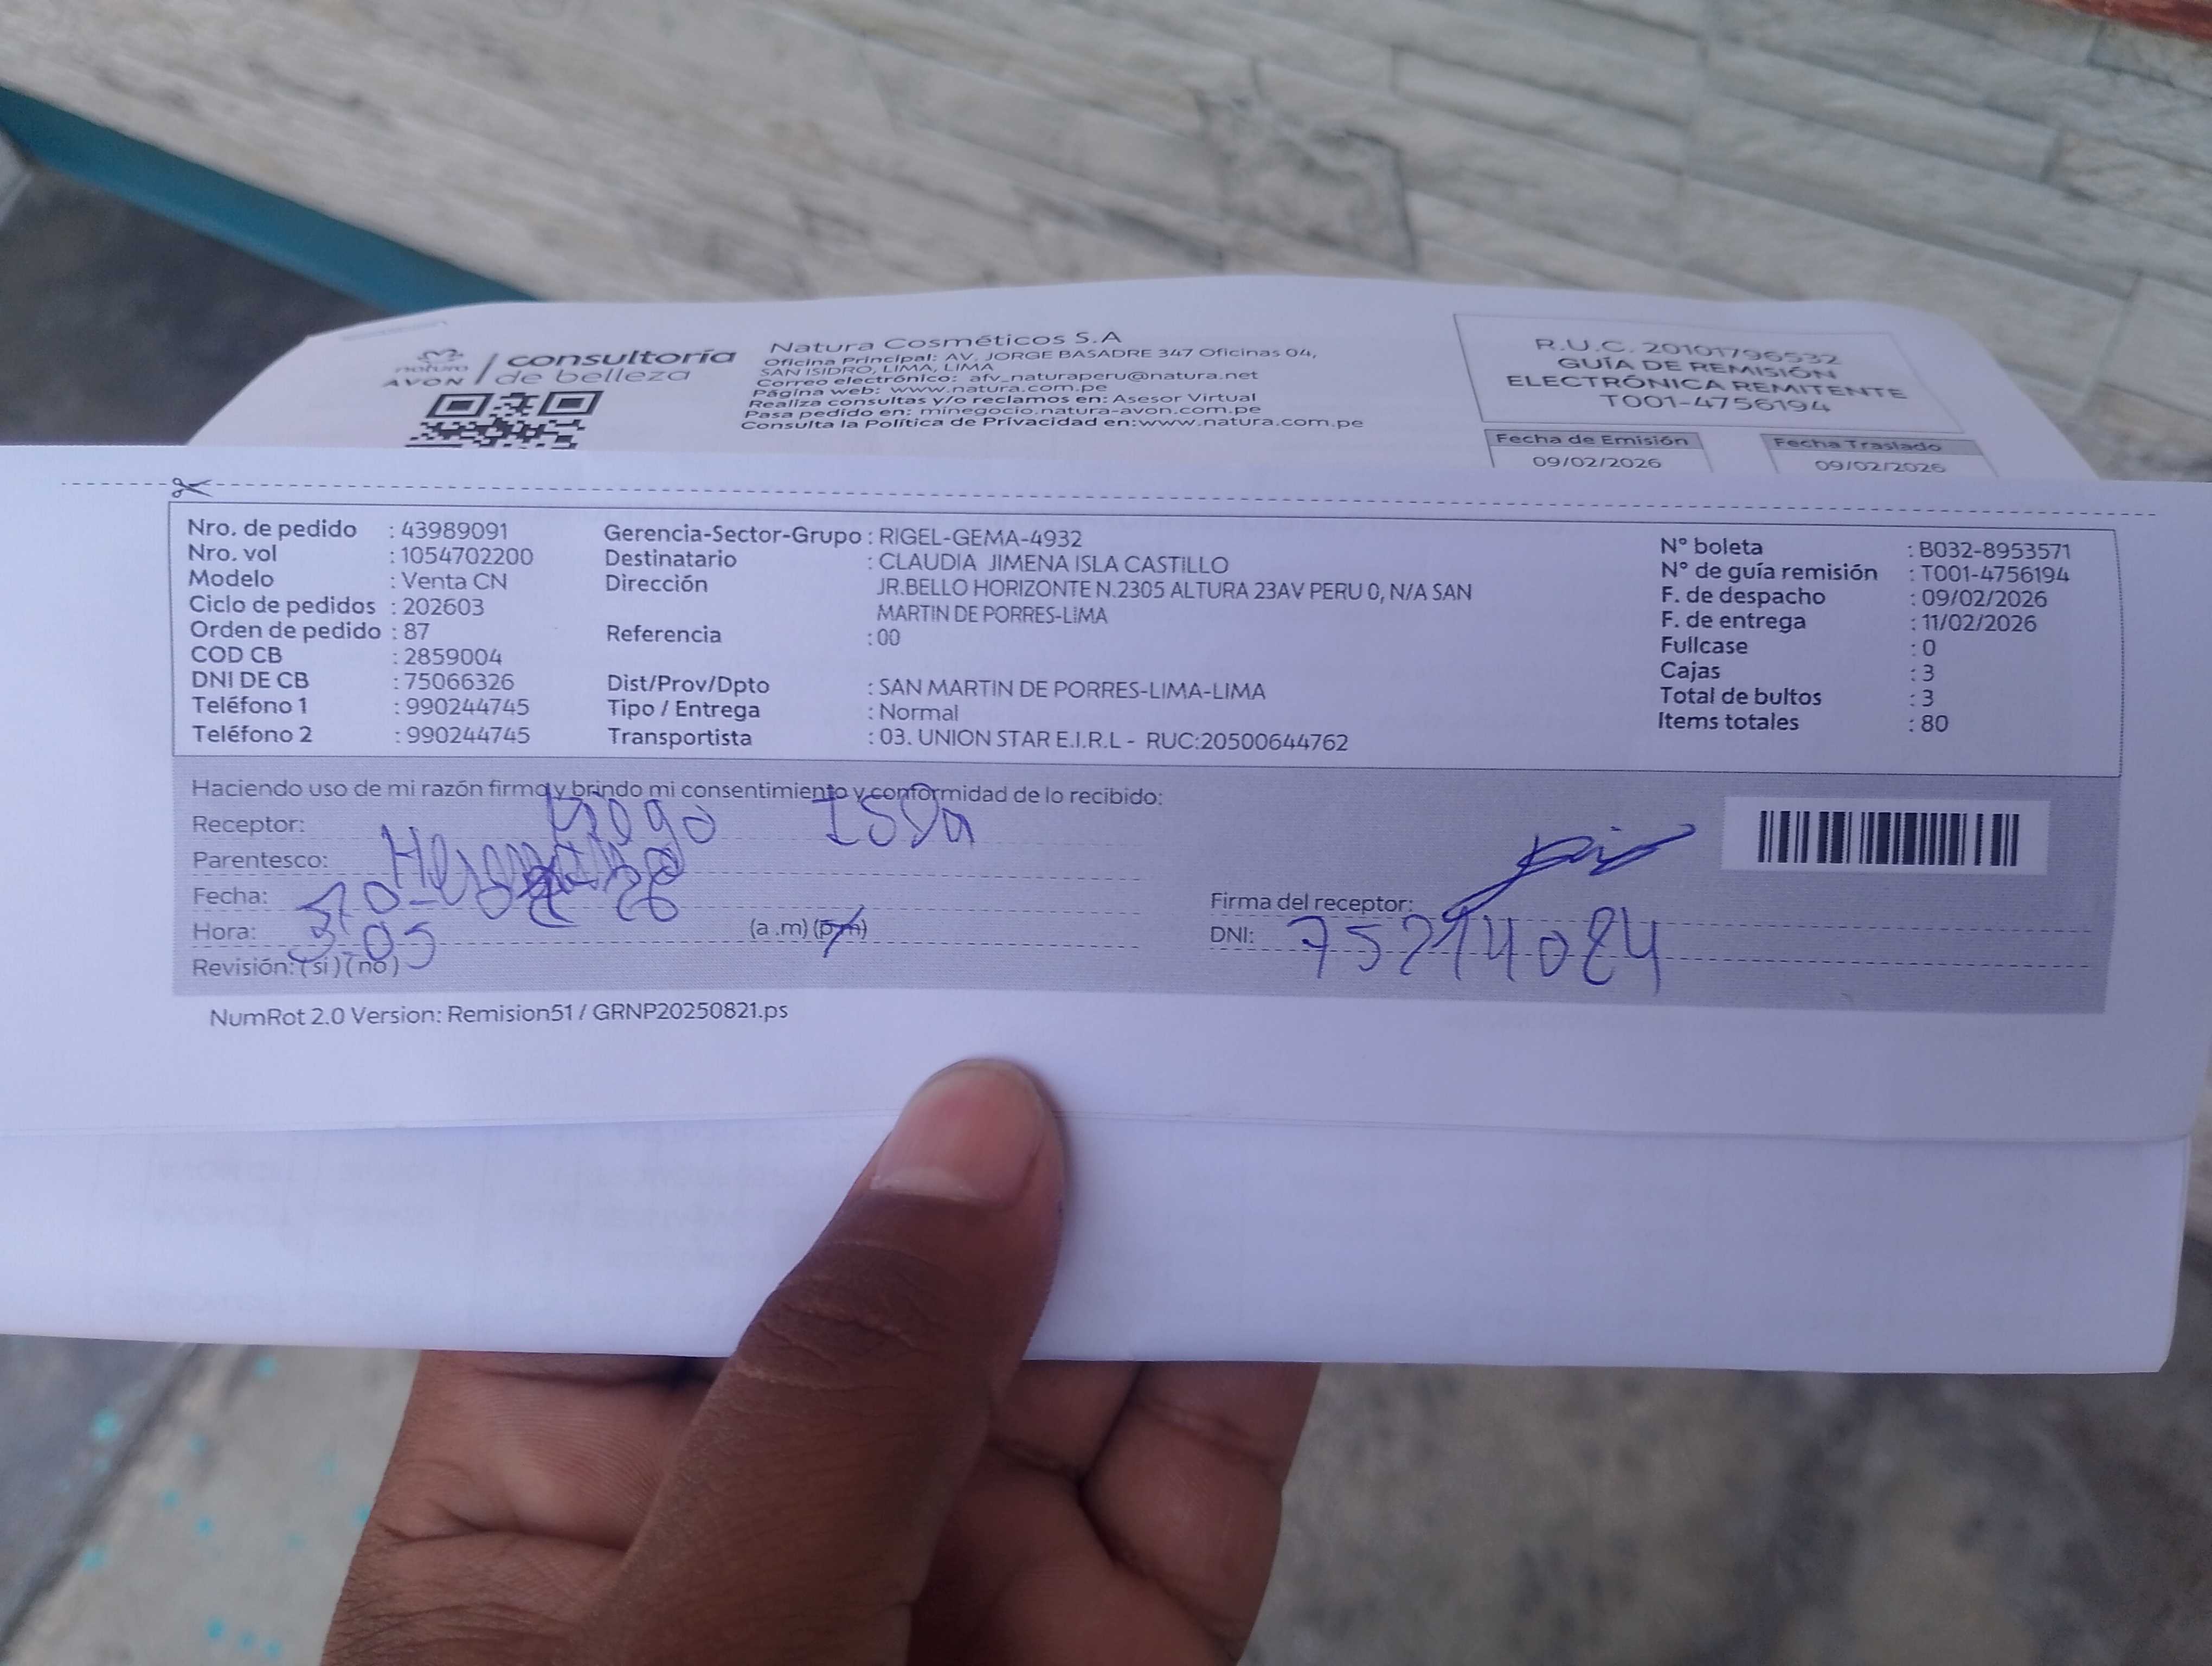 natura
AVON
consultoría
de belleza
Natura Cosméticos S.A
Oficina Principal: AV. JORGE BASADRE 347 Oficinas 04,
SAN ISIDRO, LIMA, LIMA
Correo electrónico: afv_naturaperu@natura.net
Página web: www.natura.com.pe
Realiza consultas y/o reclamos en: Asesor Virtual
Pasa pedido en: minegocio.natura-avon.com.pe
Consulta la Política de Privacidad en:www.natura.com.pe
R.U.C. 20101796532
GUÍA DE REMISIÓN
ELECTRÓNICA REMITENTE
T001-4756194
Fecha de Emisión
09/02/2026
Fecha Traslado
09/02/2026
Nro. de pedido : 43989091
Nro. vol : 1054702200
Modelo : Venta CN
Ciclo de pedidos : 202603
Orden de pedido : 87
COD CB : 2859004
DNI DE CB : 75066326
Teléfono 1 : 990244745
Teléfono 2 : 990244745
Gerencia-Sector-Grupo : RIGEL-GEMA-4932
Destinatario : CLAUDIA JIMENA ISLA CASTILLO
Dirección JR.BELLO HORIZONTE N.2305 ALTURA 23AV PERU 0, N/A SAN
MARTIN DE PORRES-LIMA
Referencia : 00
Dist/Prov/Dpto : SAN MARTIN DE PORRES-LIMA-LIMA
Tipo / Entrega : Normal
Transportista : 03. UNION STAR E.I.R.L - RUC:20500644762
N° boleta : B032-8953571
N° de guía remisión : T001-4756194
F. de despacho : 09/02/2026
F. de entrega : 11/02/2026
Fullcase : 0
Cajas : 3
Total de bultos : 3
Items totales : 80
Haciendo uso de mi razón firmo y brindo mi consentimiento y conformidad de lo recibido:
Receptor:
Parentesco:
Fecha: 26
Hora: 3:05 (a .m) (p.m)
Revisión: (si) (no)
Firma del receptor:
DNI:
NumRot 2.0 Version: Remision51 / GRNP20250821.ps